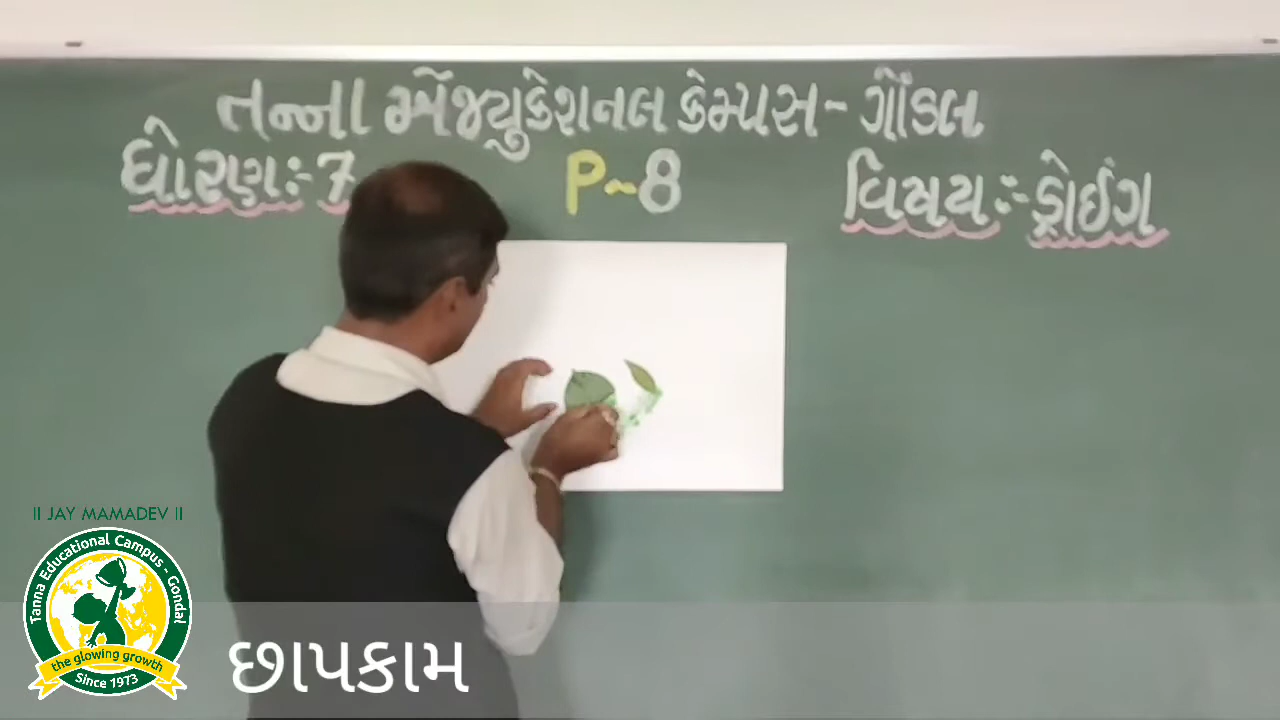 તન્ના એજ્યુકેશનલ કેમ્પસ - ગોંડલ
ધોરણ :- 7
P-8
વિષય :- ડ્રોઈંગ
II JAY MAMADEV II
Tanna Educational Campus - Gondal
the glowing growth
Since 1973
છાપકામ